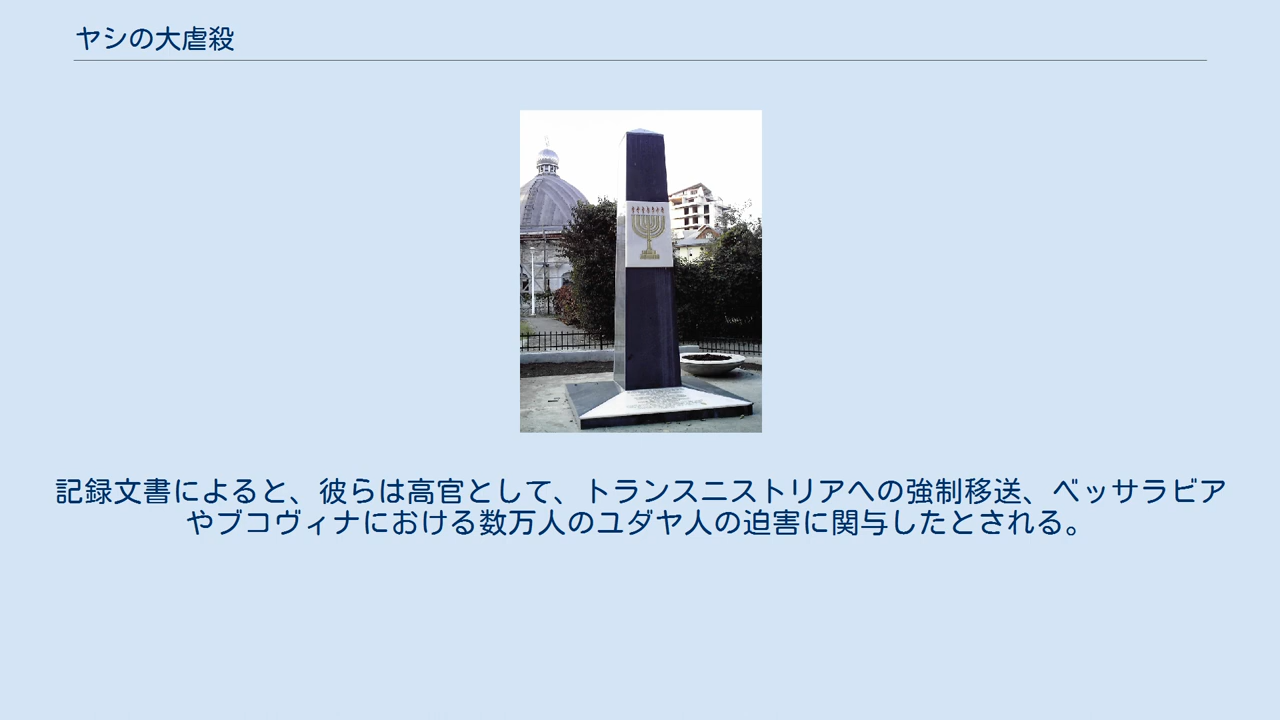 ヤシの大虐殺
記録文書によると、彼らは高官として、トランスニストリアへの強制移送、ベッサラビア
やブコヴィナにおける数万人のユダヤ人の迫害に関与したとされる。